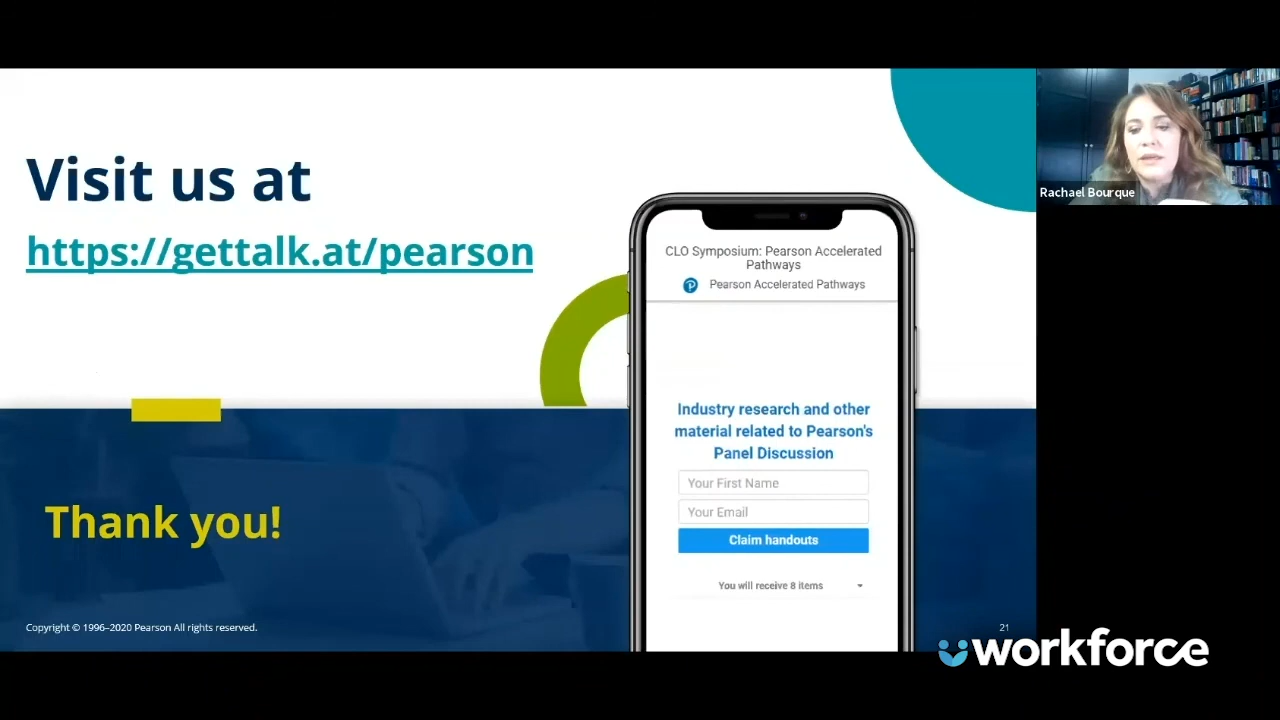 Visit us at
https://gettalk.at/pearson
Thank you!
Copyright © 1996–2020 Pearson All rights reserved.
CLO Symposium: Pearson Accelerated
Pathways
Pearson Accelerated Pathways
Industry research and other
material related to Pearson's
Panel Discussion
Your First Name
Your Email
Claim handouts
You will receive 8 items
21
Rachael Bourque
workforce